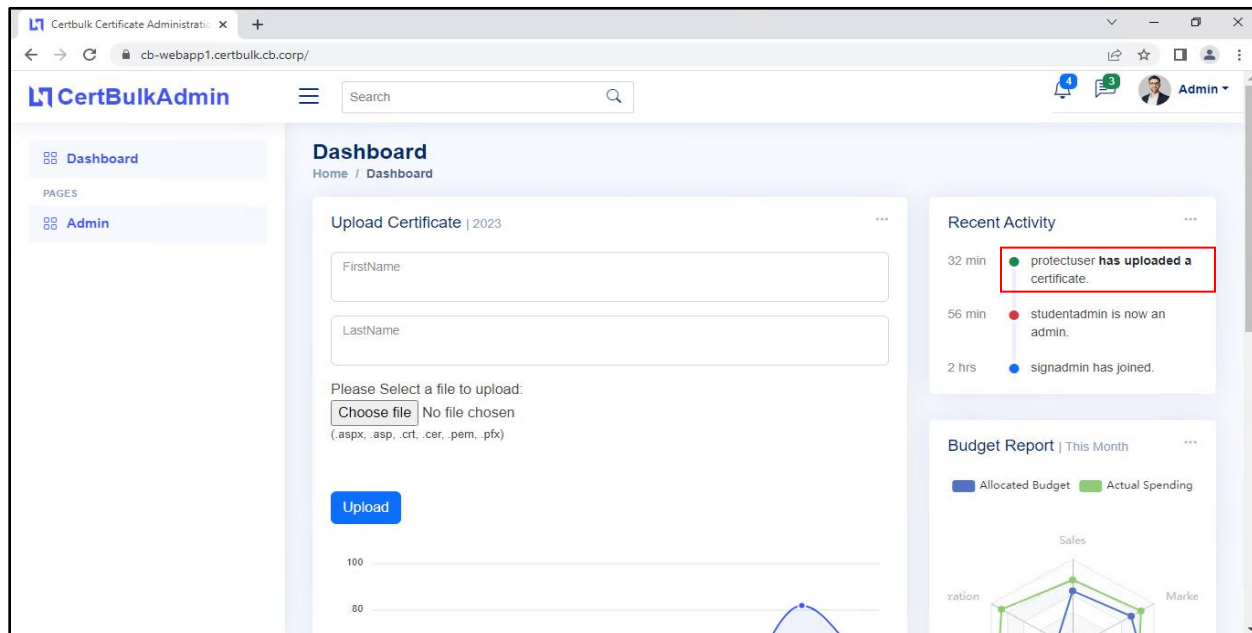 Certbulk Certificate Administratic
cb-webapp1.certbulk.cb.corp/
CertBulkAdmin
Search
4
3
Admin
Dashboard
PAGES
Admin
Dashboard
Home / Dashboard
Upload Certificate | 2023
FirstName
LastName
Please Select a file to upload:
Choose file No file chosen
(.aspx, .asp, .crt, .cer, .pem, .pfx)
Upload
100
80
Recent Activity
32 min
protectuser has uploaded a
certificate.
56 min
studentadmin is now an
admin.
2 hrs
signadmin has joined.
Budget Report | This Month
Allocated Budget Actual Spending
Sales
ration
Marke